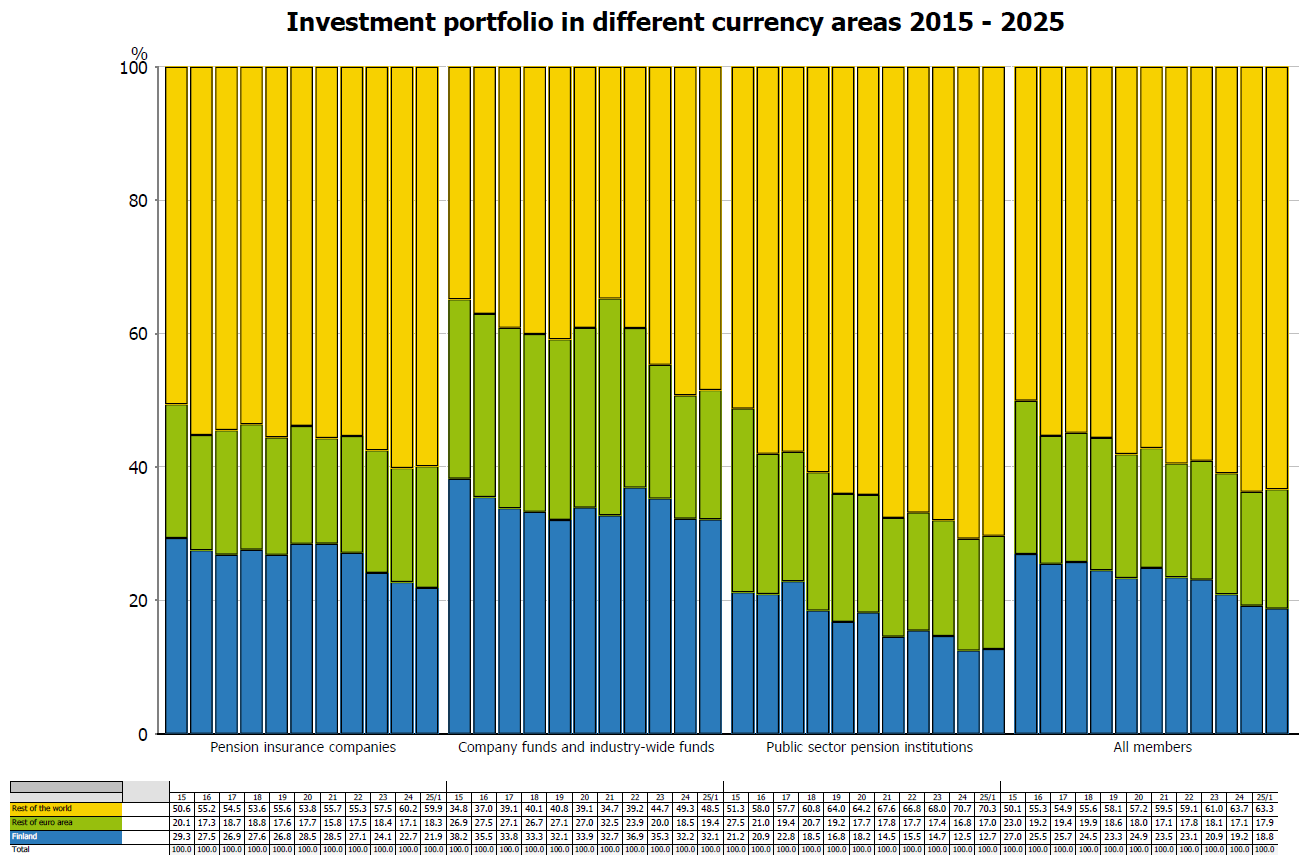 Investment portfolio in different currency areas 2015 - 2025
%
100
80
60
40
20
0
Pension insurance companies Company funds and industry-wide funds Public sector pension institutions All members
15 16 17 18 19 20 21 22 23 24 25/1 15 16 17 18 19 20 21 22 23 24 25/1 15 16 17 18 19 20 21 22 23 24 25/1 15 16 17 18 19 20 21 22 23 24 25/1
Rest of the world 50.6 55.2 54.5 53.6 55.6 53.8 55.7 55.3 57.5 60.2 59.9 34.8 37.0 39.1 40.1 40.8 39.1 34.7 39.2 44.7 49.3 48.5 51.3 58.0 57.7 60.8 64.0 64.2 67.6 66.8 68.0 70.7 70.3 50.1 55.3 54.9 55.6 58.1 57.2 59.5 59.1 61.0 63.7 63.3
Rest of euro area 20.1 17.3 18.7 18.8 17.6 17.7 15.8 17.5 18.4 17.1 18.3 26.9 27.5 27.1 26.7 27.1 27.0 32.5 23.9 20.0 18.5 19.4 27.5 21.0 19.4 20.7 19.2 17.7 17.8 17.7 17.4 16.8 17.0 23.0 19.2 19.4 19.9 18.6 18.0 17.1 17.8 18.1 17.1 17.9
Finland 29.3 27.5 26.9 27.6 26.8 28.5 28.5 27.1 24.1 22.7 21.9 38.2 35.5 33.8 33.3 32.1 33.9 32.7 36.9 35.3 32.2 32.1 21.2 20.9 22.8 18.5 16.8 18.2 14.5 15.5 14.7 12.5 12.7 27.0 25.5 25.7 24.5 23.3 24.9 23.5 23.1 20.9 19.2 18.8
Total 100.0 100.0 100.0 100.0 100.0 100.0 100.0 100.0 100.0 100.0 100.0 100.0 100.0 100.0 100.0 100.0 100.0 100.0 100.0 100.0 100.0 100.0 100.0 100.0 100.0 100.0 100.0 100.0 100.0 100.0 100.0 100.0 100.0 100.0 100.0 100.0 100.0 100.0 100.0 100.0 100.0 100.0 100.0 100.0